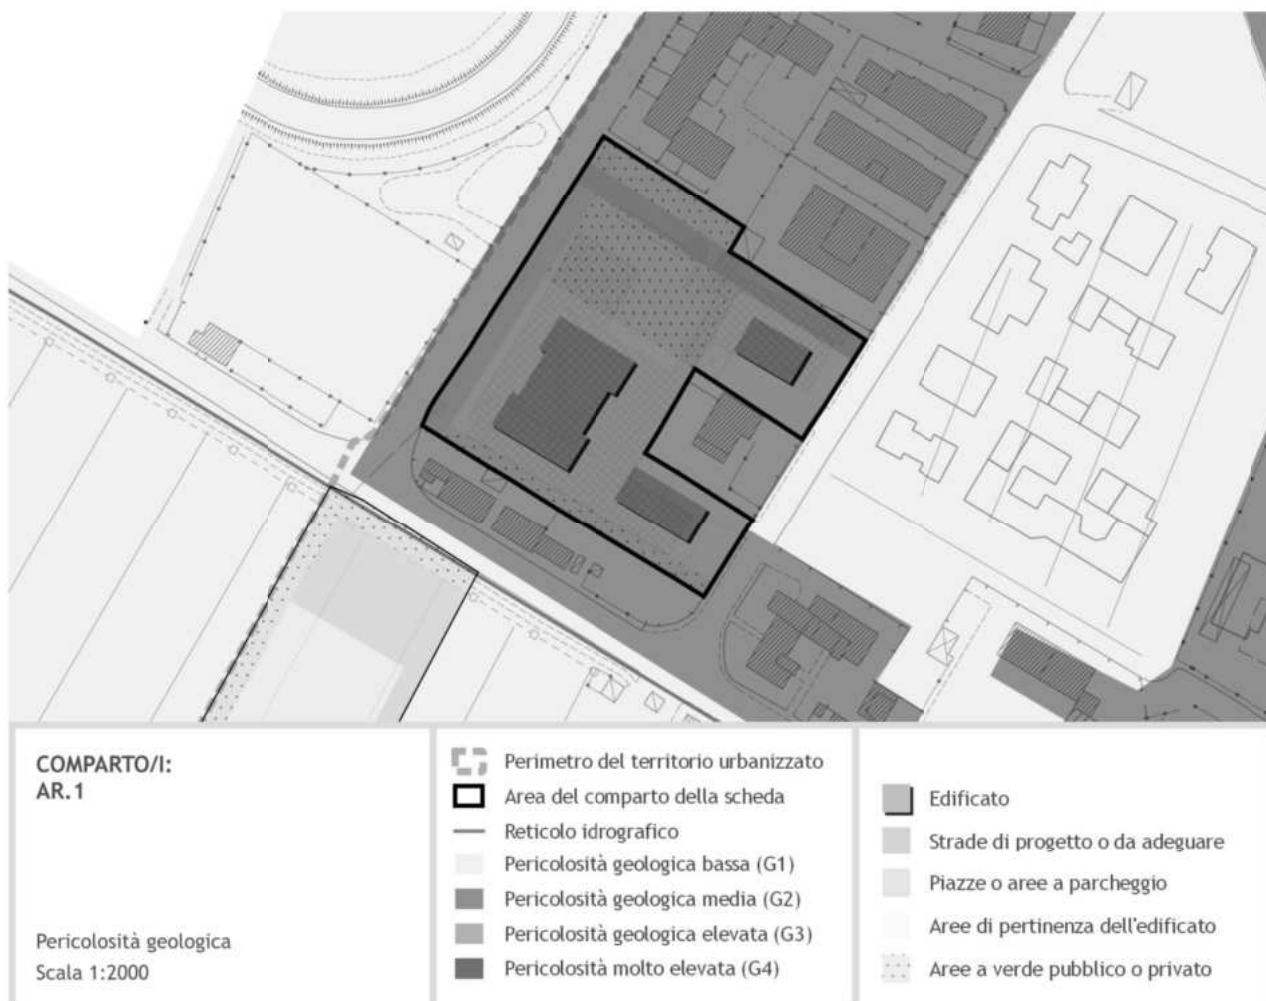 COMPARTO/I:
AR.1
Pericolosità geologica
Scala 1:2000
Perimetro del territorio urbanizzato
Area del comparto della scheda
Reticolo idrografico
Pericolosità geologica bassa (G1)
Pericolosità geologica media (G2)
Pericolosità geologica elevata (G3)
Pericolosità molto elevata (G4)
Edificato
Strade di progetto o da adeguare
Piazze o aree a parcheggio
Aree di pertinenza dell'edificato
Aree a verde pubblico o privato